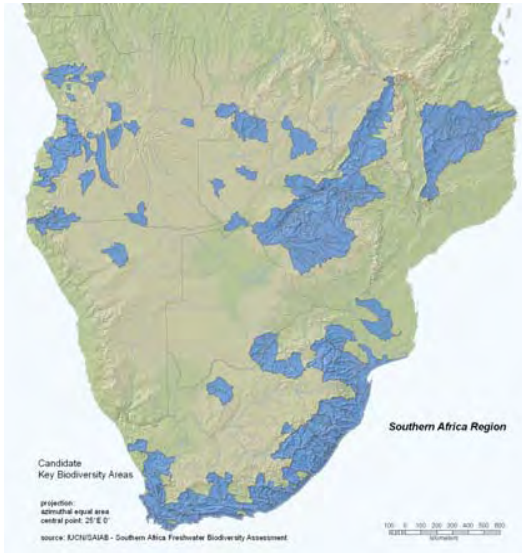 Southern Africa Region
Candidate
Key Biodiversity Areas
projection:
azimuthal equal area
central point: 25°E 0°
source: IUCN/SAIAB - Southern Africa Freshwater Biodiversity Assessment
100 0 100 200 300 400 500 600
kilometers